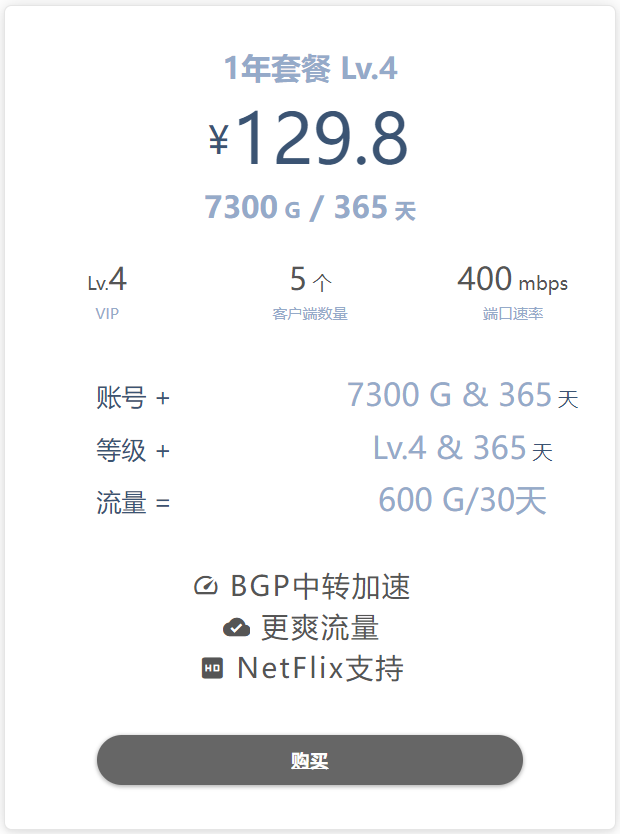 1年套餐 Lv.4
¥129.8
7300 G / 365 天
Lv.4 5 个 400 mbps
VIP 客户端数量 端口速率
账号 + 7300 G & 365 天
等级 + Lv.4 & 365 天
流量 = 600 G/30天
BGP中转加速
更爽流量
HD NetFlix支持
购买